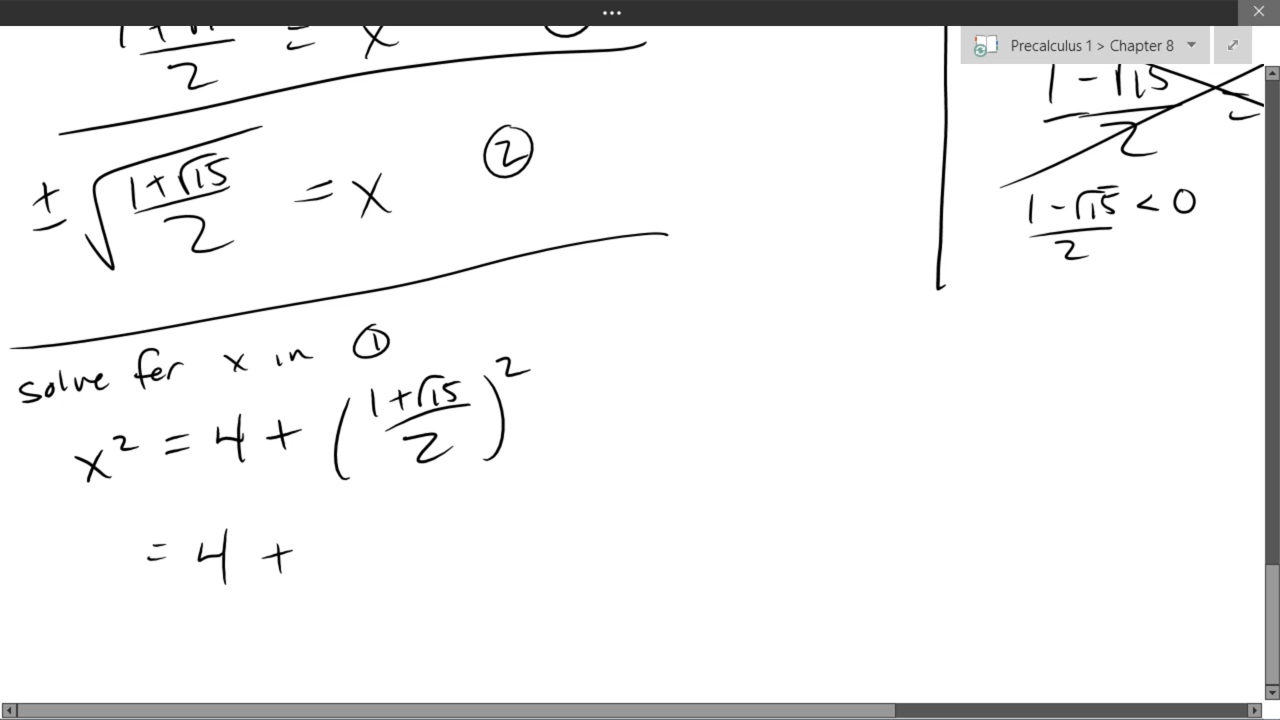 Precalculus 1 > Chapter 8
1+√
2
= x
± √((1+√15)/2) = x ②
1-√15
2
(1-√15)/2 < 0
solve for x in ①
x² = 4 + ((1+√15)/2)²
= 4 +